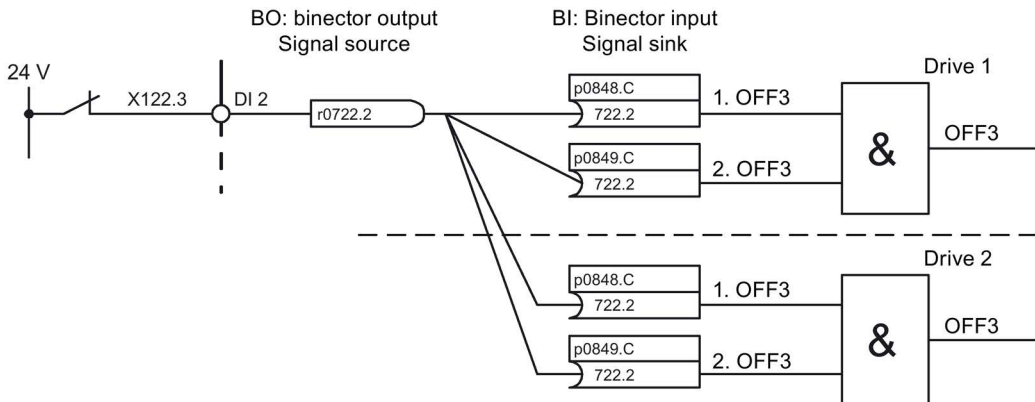 BO: binector output
Signal source
BI: Binector input
Signal sink
24 V
X122.3
DI 2
r0722.2
p0848.C
722.2
1. OFF3
p0849.C
722.2
2. OFF3
Drive 1
&
OFF3
p0848.C
722.2
1. OFF3
p0849.C
722.2
2. OFF3
Drive 2
&
OFF3